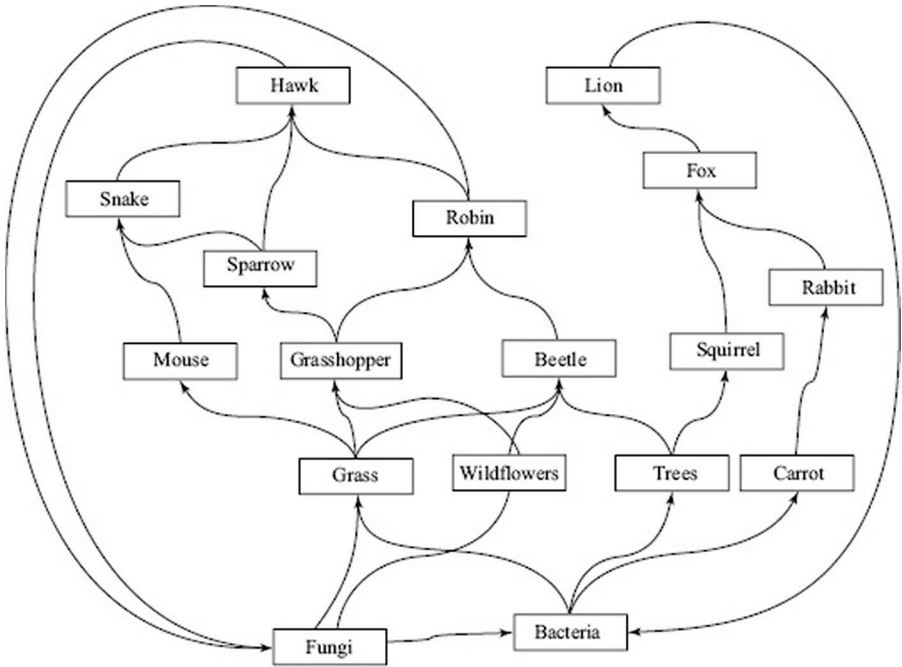 Hawk
Lion
Fox
Snake
Robin
Sparrow
Rabbit
Mouse
Grasshopper
Beetle
Squirrel
Grass
Wildflowers
Trees
Carrot
Fungi
Bacteria